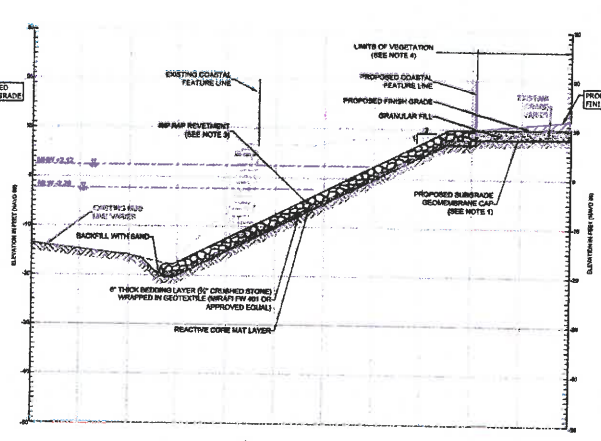 LIMITS OF VEGETATION
(SEE NOTE 4)
EXISTING COASTAL
FEATURE LINE
PROPOSED COASTAL
FEATURE LINE
PROPOSED FINISH GRADE
GRANULAR FILL
EXISTING
GRADE
VARIES
RIP RAP REVETMENT
(SEE NOTE 3)
PROPOSED SUBGRADE
GEOMEMBRANE CAP
(SEE NOTE 1)
EXISTING MUD
LINE VARIES
BACKFILL WITH SAND
6" THICK BEDDING LAYER (¾" CRUSHED STONE)
WRAPPED IN GEOTEXTILE (MIRAFI FW 401 OR
APPROVED EQUAL)
REACTIVE CORE MAT LAYER
ELEVATION IN FEET (NAVD 88)
ELEVATION IN FEET (NAVD 88)